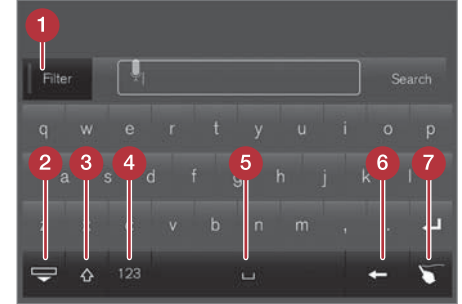 1
Filter
Search
q w e r t y u i o p
2 3 4 5 6 7
a s d f g h j k l
z x c v b n m , .
123